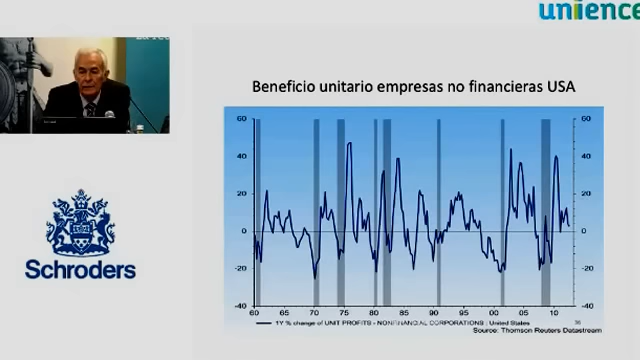 unience
Beneficio unitario empresas no financieras USA
60 60
40 40
20 20
0 0
-20 -20
-40 -40
60 65 70 75 80 85 90 95 00 05 10
1Y % change of UNIT PROFITS - NONFINANCIAL CORPORATIONS : United States
Source: Thomson Reuters Datastream
Schroders